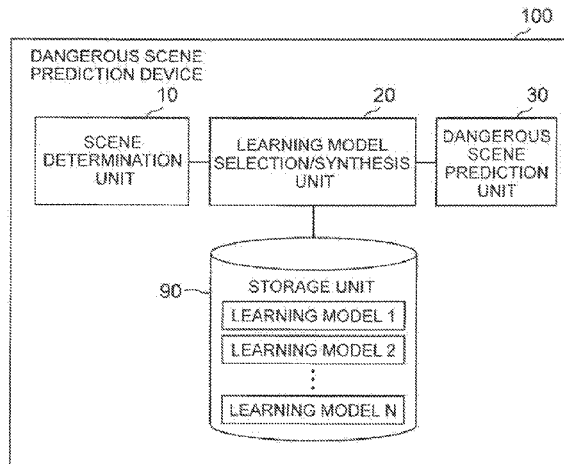 100
DANGEROUS SCENE
PREDICTION DEVICE
10
20
30
SCENE
DETERMINATION
UNIT
LEARNING MODEL
SELECTION/SYNTHESIS
UNIT
DANGEROUS
SCENE
PREDICTION
UNIT
90
STORAGE UNIT
LEARNING MODEL 1
LEARNING MODEL 2
⋮
LEARNING MODEL N